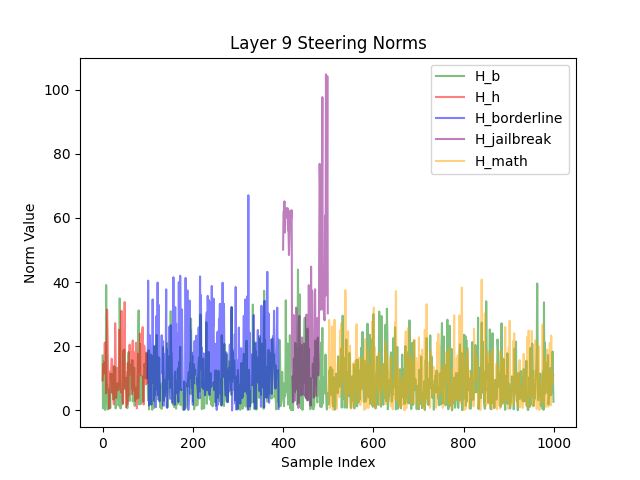 Layer 9 Steering Norms
H_b
H_h
H_borderline
H_jailbreak
H_math
Norm Value
100
80
60
40
20
0
0 200 400 600 800 1000
Sample Index